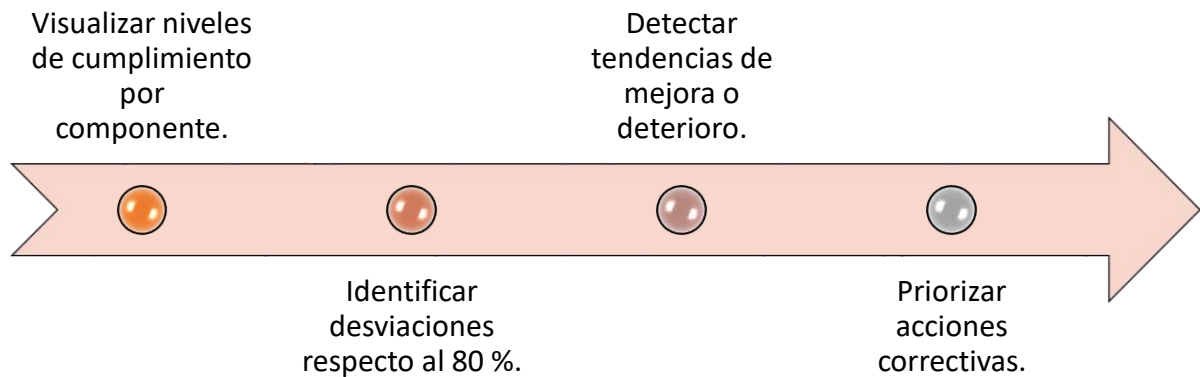 Visualizar niveles
de cumplimiento
por
componente.
Identificar
desviaciones
respecto al 80 %.
Detectar
tendencias de
mejora o
deterioro.
Priorizar
acciones
correctivas.